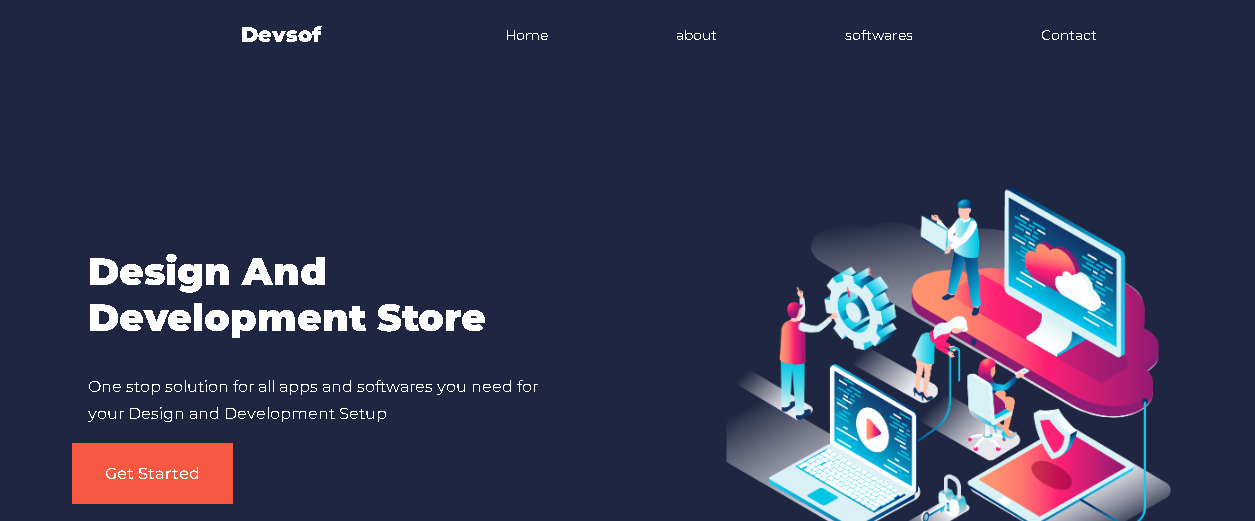 Devsof
Home
about
softwares
Contact
Design And
Development Store
One stop solution for all apps and softwares you need for
your Design and Development Setup
Get Started